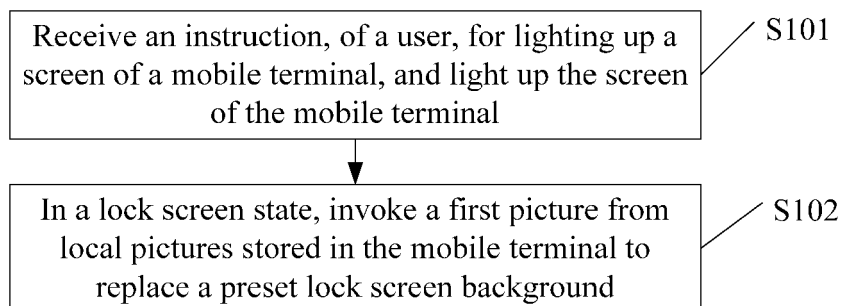 Receive an instruction, of a user, for lighting up a
screen of a mobile terminal, and light up the screen
of the mobile terminal
S101
In a lock screen state, invoke a first picture from
local pictures stored in the mobile terminal to
replace a preset lock screen background
S102